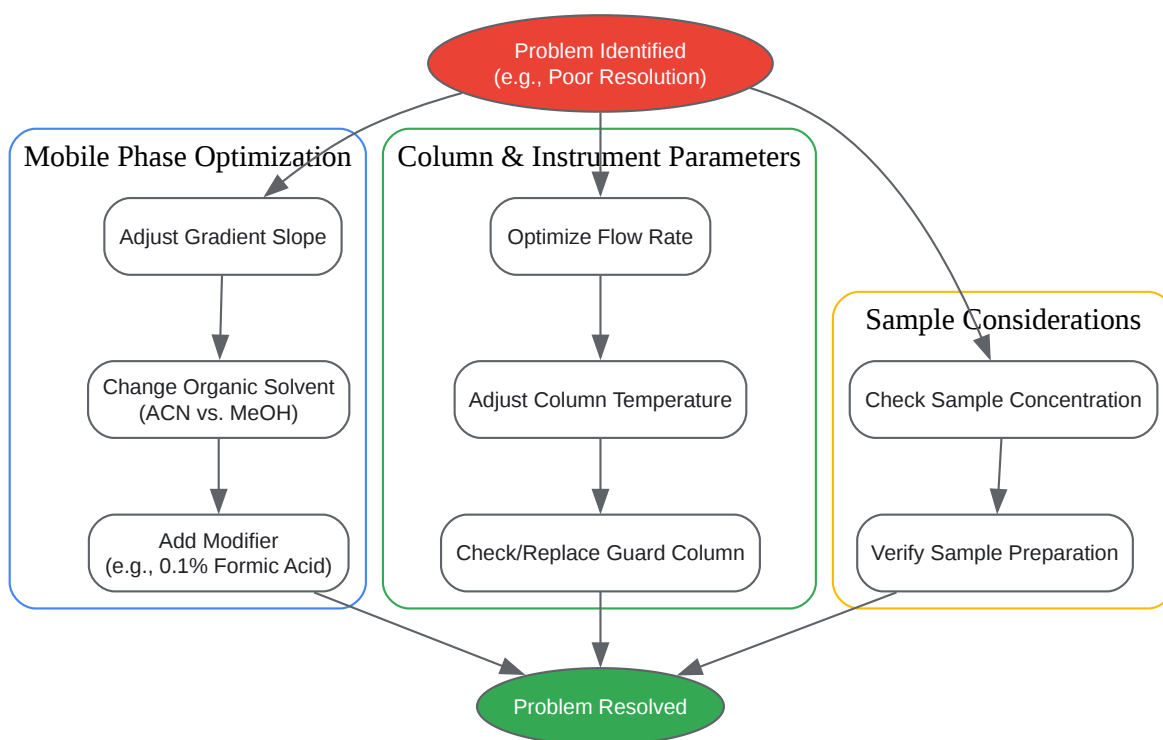 Problem Identified
(e.g., Poor Resolution)
Mobile Phase Optimization
Adjust Gradient Slope
Change Organic Solvent
(ACN vs. MeOH)
Add Modifier
(e.g., 0.1% Formic Acid)
Column & Instrument Parameters
Optimize Flow Rate
Adjust Column Temperature
Check/Replace Guard Column
Sample Considerations
Check Sample Concentration
Verify Sample Preparation
Problem Resolved